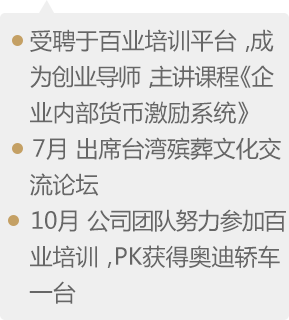 受聘于百业培训平台 ,成
为创业导师 ,主讲课程《企
业内部货币激励系统》
7月 出席台湾殡葬文化交
流论坛
10月 公司团队努力参加百
业培训 ,PK获得奥迪轿车
一台